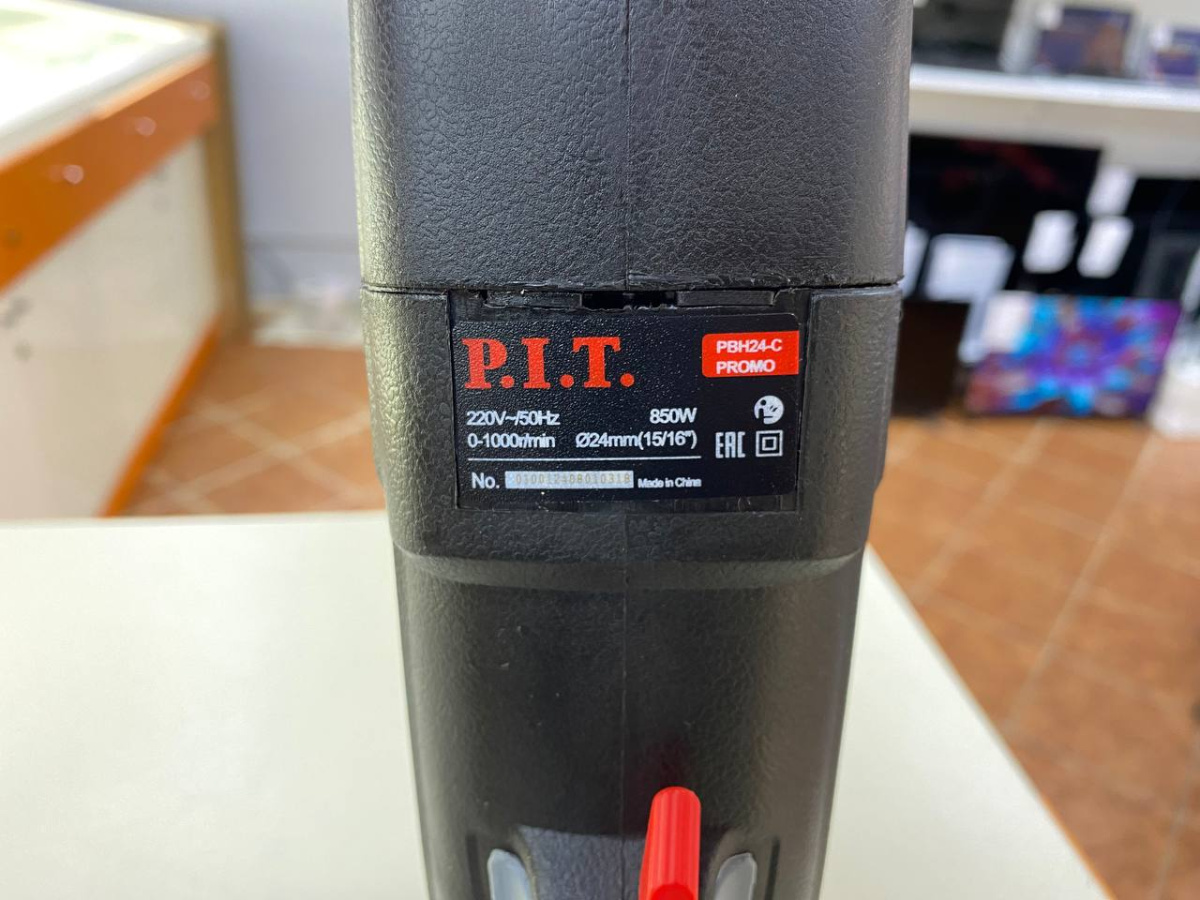 P.I.T.
PBH24-C
PROMO
220V~/50Hz 850W
0-1000r/min Ø24mm(15/16")
EAC
No. Made in China